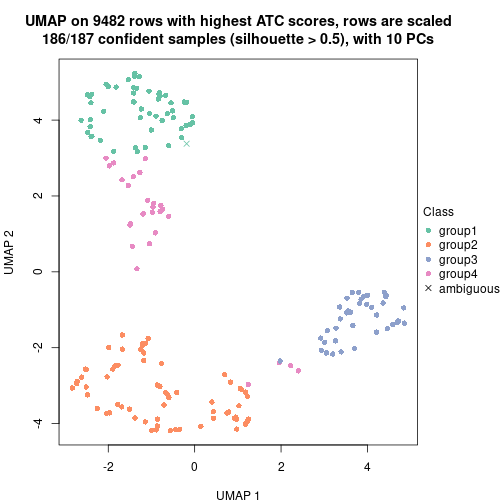 UMAP on 9482 rows with highest ATC scores, rows are scaled
186/187 confident samples (silhouette > 0.5), with 10 PCs
4
2
0
-2
-4
UMAP 2
-2
0
2
4
UMAP 1
Class
group1
group2
group3
group4
ambiguous